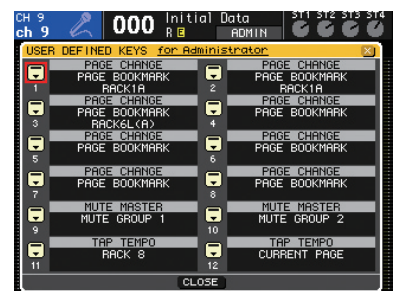 CH 9
ch 9
000
Initial Data
R E
ADMIN
ST1 ST2 ST3 ST4
USER DEFINED KEYS for Administrator
PAGE CHANGE
PAGE BOOKMARK
RACK1A
1
PAGE CHANGE
PAGE BOOKMARK
RACK1A
2
PAGE CHANGE
PAGE BOOKMARK
RACK6L(A)
3
PAGE CHANGE
PAGE BOOKMARK
4
PAGE CHANGE
PAGE BOOKMARK
5
PAGE CHANGE
PAGE BOOKMARK
6
PAGE CHANGE
PAGE BOOKMARK
7
PAGE CHANGE
PAGE BOOKMARK
8
MUTE MASTER
MUTE GROUP 1
9
MUTE MASTER
MUTE GROUP 2
10
TAP TEMPO
RACK 8
11
TAP TEMPO
CURRENT PAGE
12
CLOSE